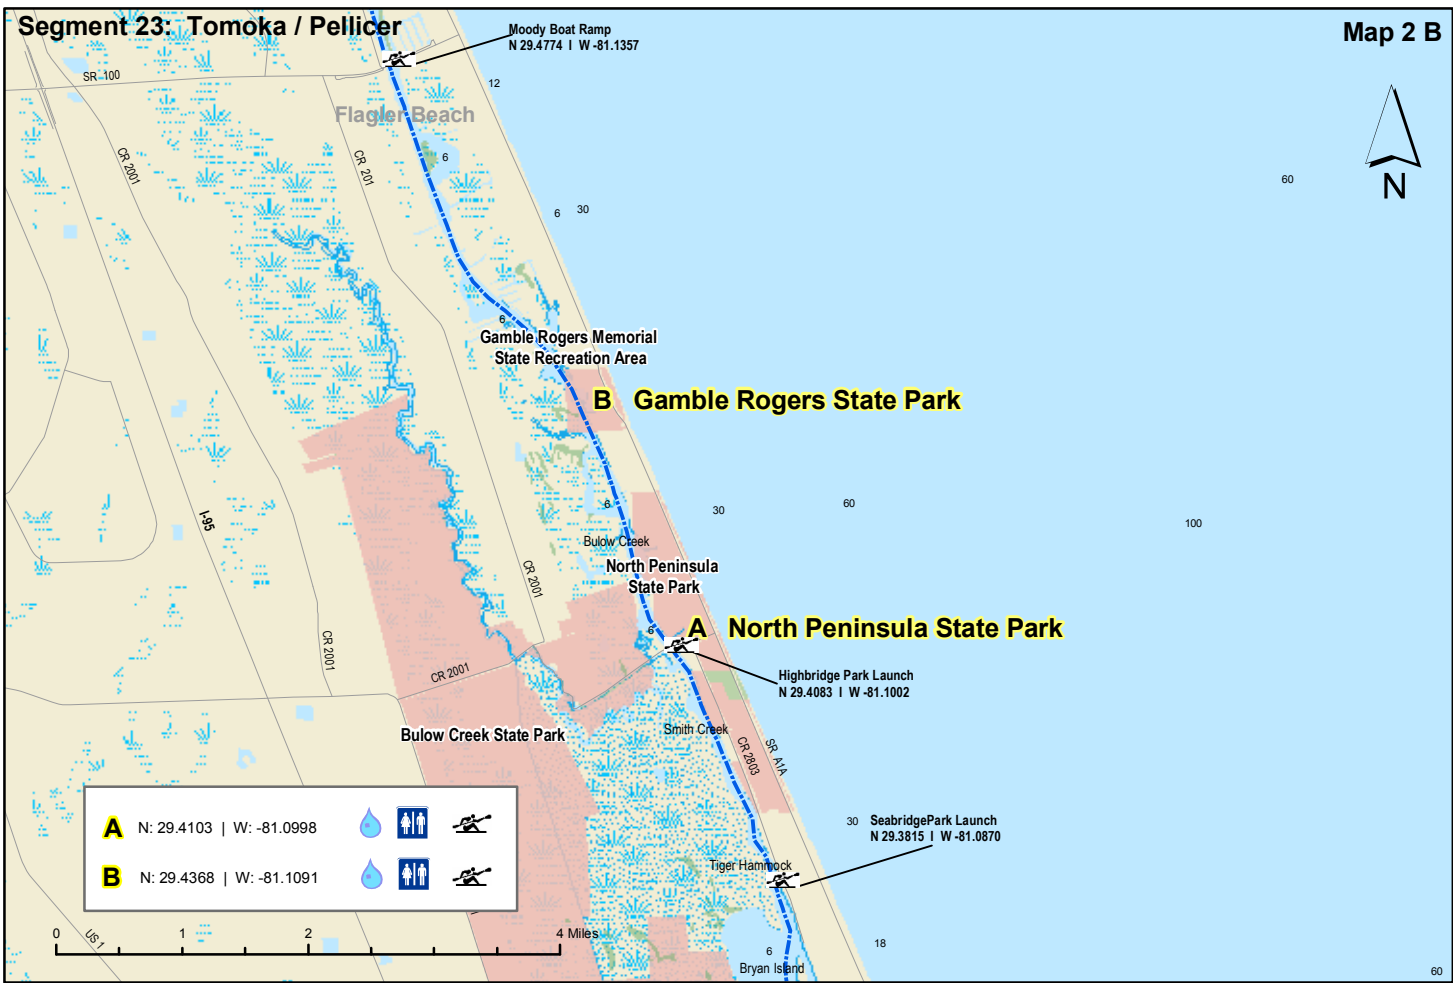 Segment 23: Tomoka / Pellicer
Map 2 B
Moody Boat Ramp
N 29.4774 I W -81.1357
SR 100
12
Flagler Beach
N
CR 2001
CR 201
6
60
6
30
6
Gamble Rogers Memorial
State Recreation Area
B Gamble Rogers State Park
I-95
6
30
60
100
Bulow Creek
CR 2001
North Peninsula
State Park
6
A North Peninsula State Park
CR 2001
CR 2001
Highbridge Park Launch
N 29.4083 I W -81.1002
Bulow Creek State Park
Smith Creek
CR 2803
SR A1A
A N: 29.4103 | W: -81.0998
B N: 29.4368 | W: -81.1091
30
SeabridgePark Launch
N 29.3815 I W -81.0870
Tiger Hammock
0 1 2 4 Miles
US 1
6
18
Bryan Island
60